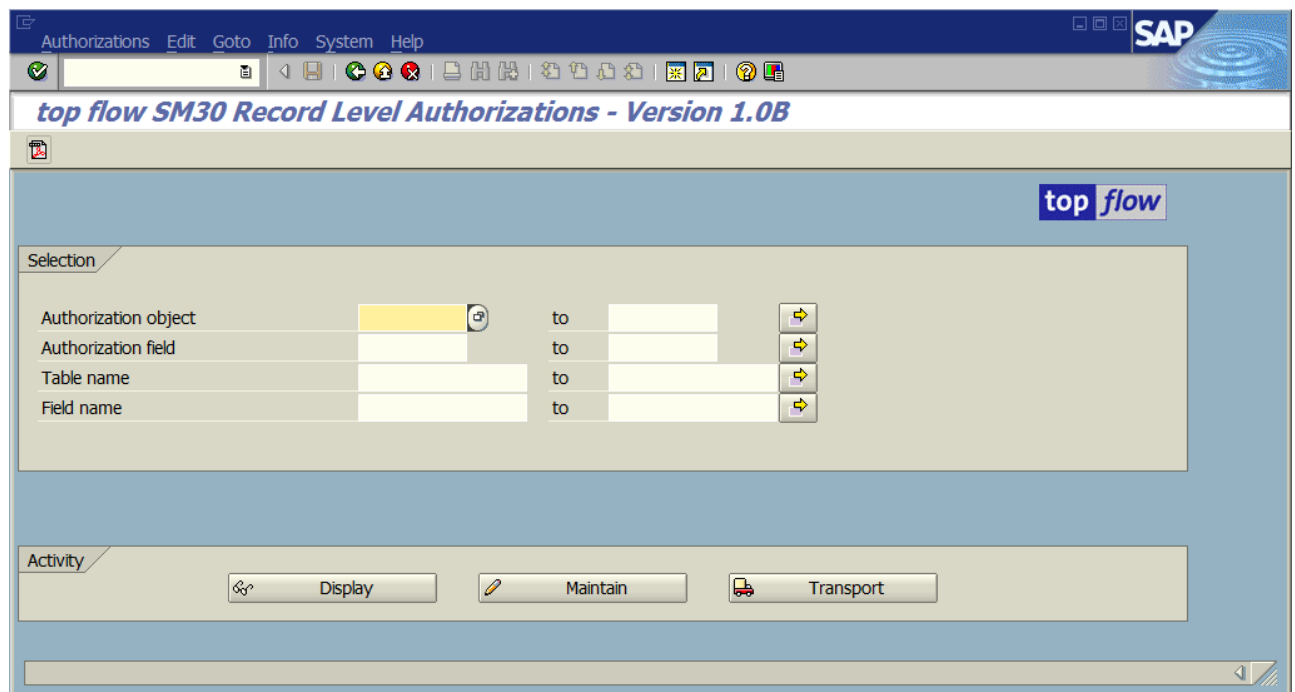 Authorizations Edit Goto Info System Help
SAP
top flow SM30 Record Level Authorizations - Version 1.0B
top flow
Selection
Authorization object to
Authorization field to
Table name to
Field name to
Activity
Display Maintain Transport